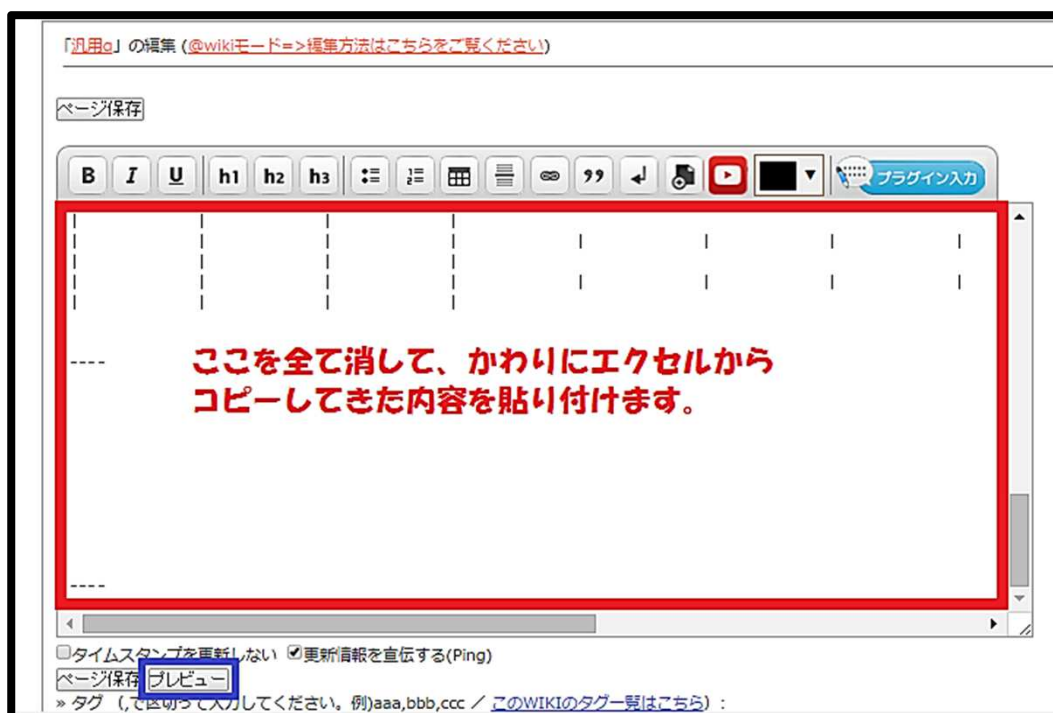 「汎用α」の編集 (@wikiモード=>編集方法はこちらをご覧ください)
ページ保存
B I U h1 h2 h3 プラグイン入力
| | | |
| | | | | | | |
| | | |
| | | | | | | |
| | | |
----
ここを全て消して、かわりにエクセルから
コピーしてきた内容を貼り付けます。
----
タイムスタンプを更新しない 更新情報を宣伝する(Ping)
ページ保存 プレビュー
» タグ (,で区切って入力してください。例)aaa,bbb,ccc / このWIKIのタグ一覧はこちら) :